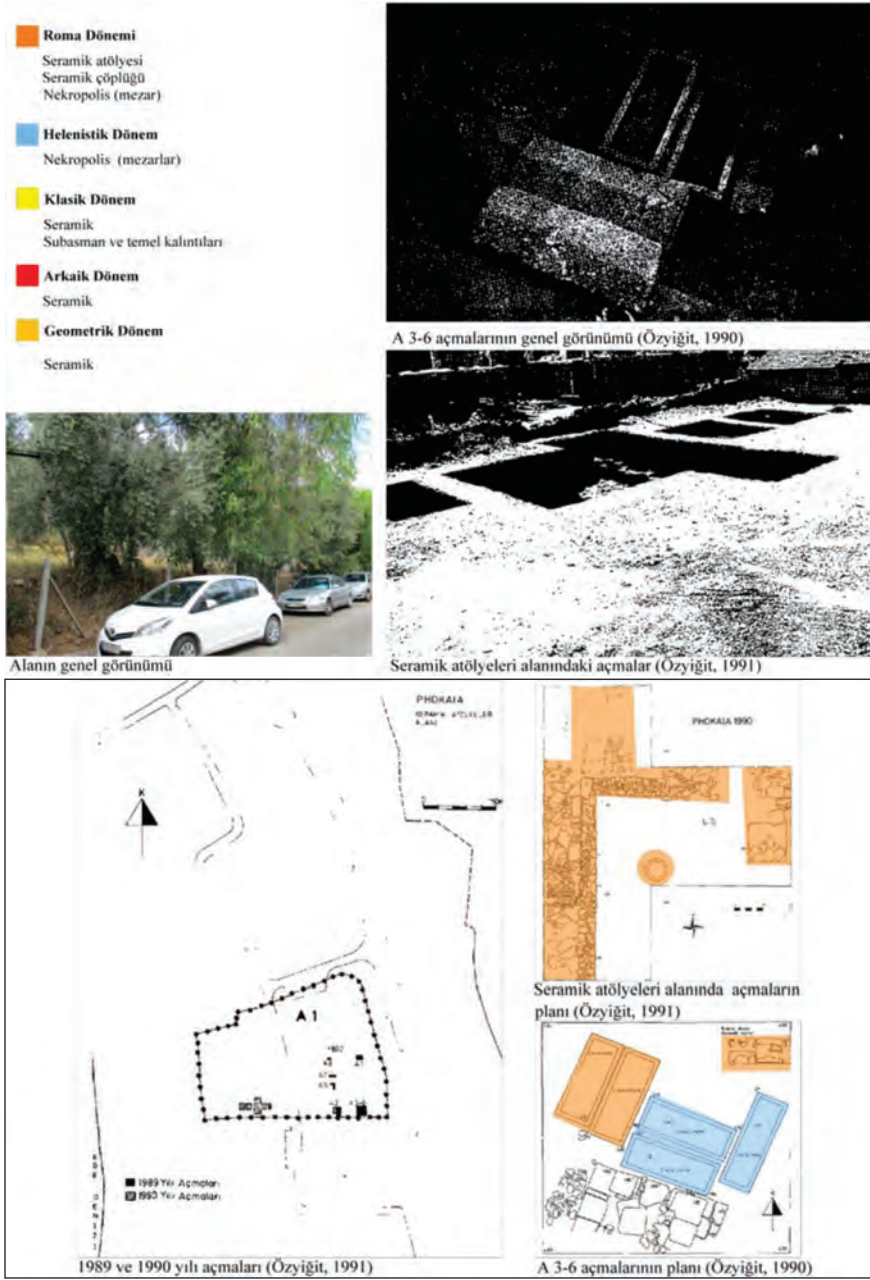 Roma Dönemi
Seramik atölyesi
Seramik çöplüğü
Nekropolis (mezar)
Helenistik Dönem
Nekropolis (mezarlar)
Klasik Dönem
Seramik
Subasman ve temel kalıntıları
Arkaik Dönem
Seramik
Geometrik Dönem
Seramik
A 3-6 açmalarının genel görünümü (Özyiğit, 1990)
Alanın genel görünümü
Seramik atölyeleri alanındaki açmalar (Özyiğit, 1991)
PHOKAIA
ALANI
K
A 1
1989 Yılı Açmaları
1990 Yılı Açmaları
1989 ve 1990 yılı açmaları (Özyiğit, 1991)
PHOKAIA 1990
Seramik atölyeleri alanında açmaların
planı (Özyiğit, 1991)
A 3-6 açmalarının planı (Özyiğit, 1990)